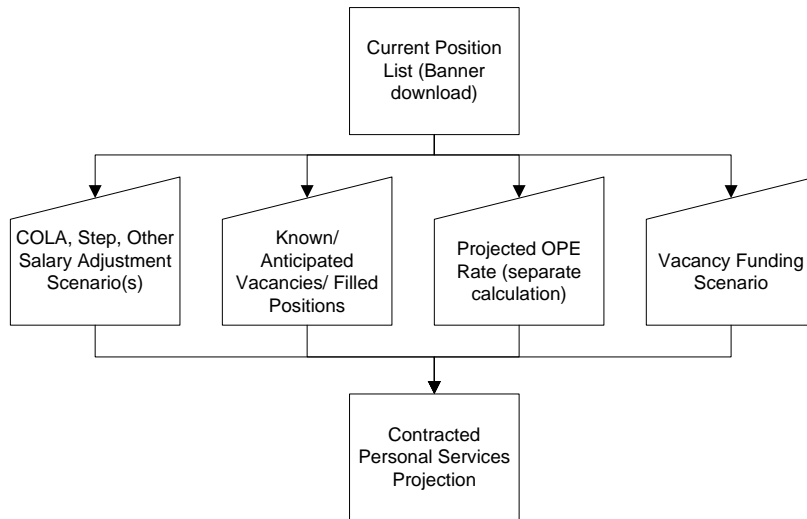 Current Position
List (Banner
download)
COLA, Step, Other
Salary Adjustment
Scenario(s)
Known/
Anticipated
Vacancies/ Filled
Positions
Projected OPE
Rate (separate
calculation)
Vacancy Funding
Scenario
Contracted
Personal Services
Projection